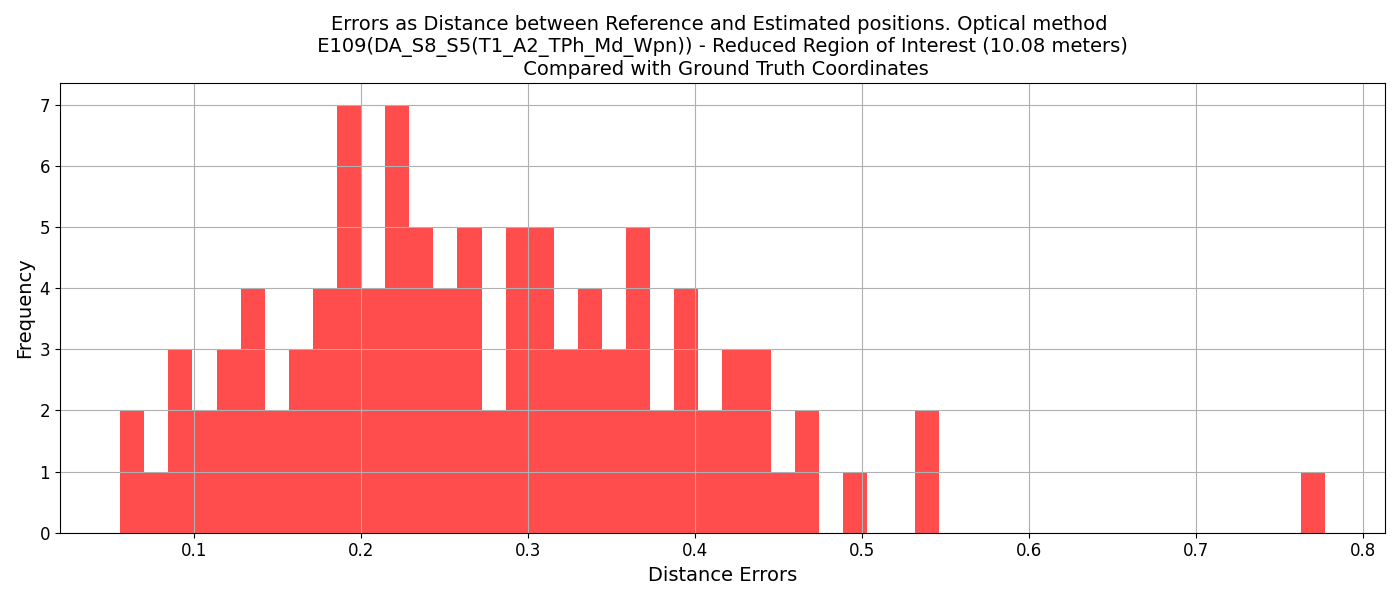 Errors as Distance between Reference and Estimated positions. Optical method
E109(DA_S8_S5(T1_A2_TPh_Md_Wpn)) - Reduced Region of Interest (10.08 meters)
Compared with Ground Truth Coordinates
Frequency
7
6
5
4
3
2
1
0
0.1 0.2 0.3 0.4 0.5 0.6 0.7 0.8
Distance Errors